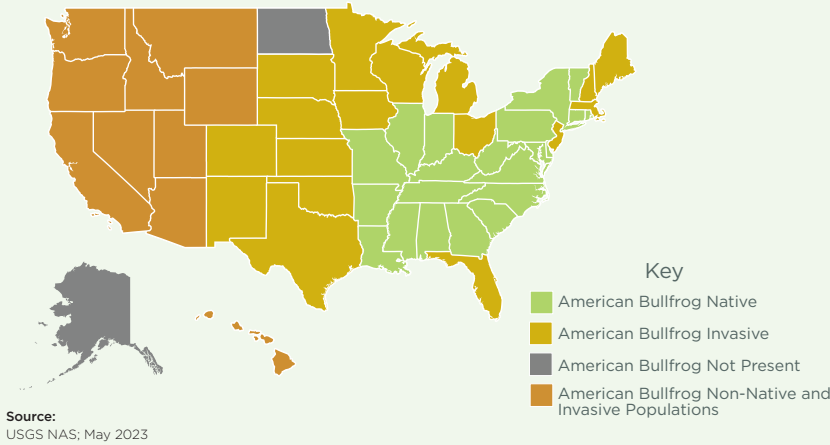 Key
American Bullfrog Native
American Bullfrog Invasive
American Bullfrog Not Present
American Bullfrog Non-Native and
Invasive Populations
Source:
USGS NAS; May 2023